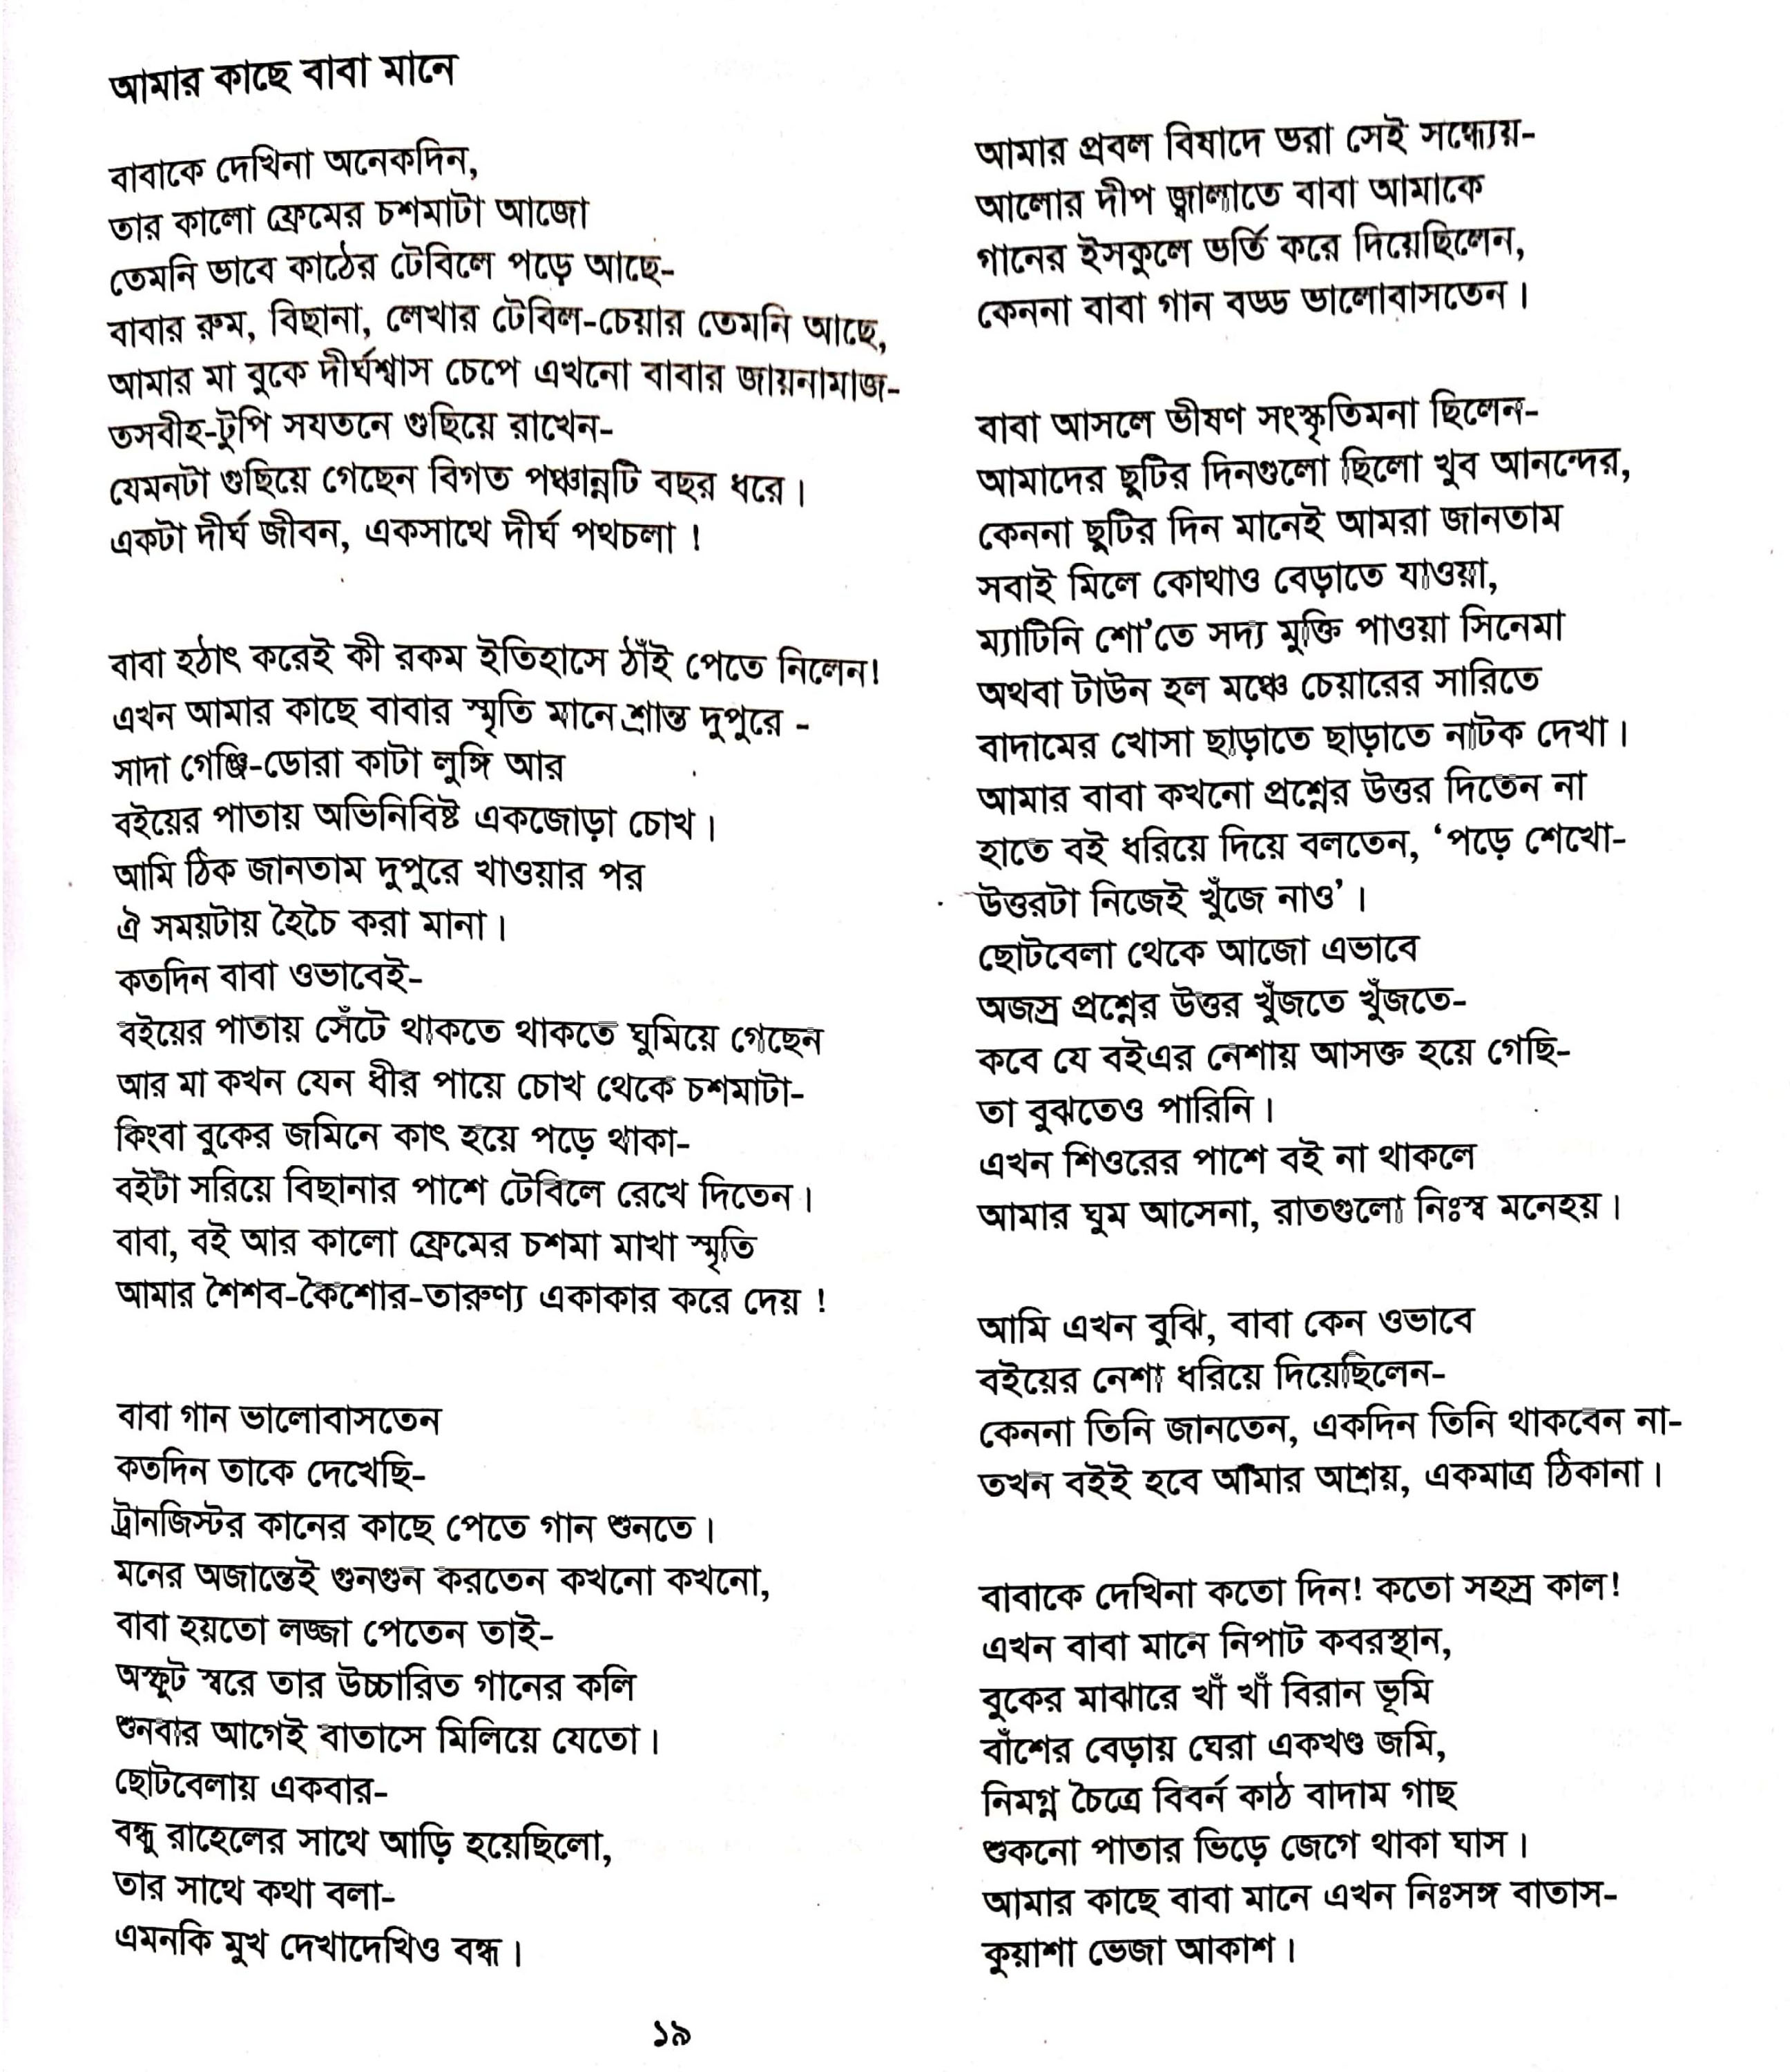 আমার কাছে বাবা মানে
বাবাকে দেখিনা অনেকদিন,
তার কালো ফ্রেমের চশমাটা আজো
তেমনি ভাবে কাঠের টেবিলে পড়ে আছে-
বাবার রুম, বিছানা, লেখার টেবিল-চেয়ার তেমনি আছে,
আমার মা বুকে দীর্ঘশ্বাস চেপে এখনো বাবার জায়নামাজ-
তসবীহ-টুপি সযতনে গুছিয়ে রাখেন-
যেমনটা গুছিয়ে গেছেন বিগত পঞ্চান্নটি বছর ধরে।
একটা দীর্ঘ জীবন, একসাথে দীর্ঘ পথচলা !
বাবা হঠাৎ করেই কী রকম ইতিহাসে ঠাঁই পেতে নিলেন!
এখন আমার কাছে বাবার স্মৃতি মানে শ্রান্ত দুপুরে -
সাদা গেঞ্জি-ডোরা কাটা লুঙ্গি আর
বইয়ের পাতায় অভিনিবিষ্ট একজোড়া চোখ।
আমি ঠিক জানতাম দুপুরে খাওয়ার পর
ঐ সময়টায় হৈচৈ করা মানা।
কতদিন বাবা ওভাবেই-
বইয়ের পাতায় সেঁটে থাকতে থাকতে ঘুমিয়ে গেছেন
আর মা কখন যেন ধীর পায়ে চোখ থেকে চশমাটা-
কিংবা বুকের জমিনে কাৎ হয়ে পড়ে থাকা-
বইটা সরিয়ে বিছানার পাশে টেবিলে রেখে দিতেন।
বাবা, বই আর কালো ফ্রেমের চশমা মাখা স্মৃতি
আমার শৈশব-কৈশোর-তারুণ্য একাকার করে দেয় !
বাবা গান ভালোবাসতেন
কতদিন তাকে দেখেছি-
ট্রানজিস্টর কানের কাছে পেতে গান শুনতে।
মনের অজান্তেই গুনগুন করতেন কখনো কখনো,
বাবা হয়তো লজ্জা পেতেন তাই-
অস্ফুট স্বরে তার উচ্চারিত গানের কলি
শুনবার আগেই বাতাসে মিলিয়ে যেতো।
ছোটবেলায় একবার-
বন্ধু রাহেলের সাথে আড়ি হয়েছিলো,
তার সাথে কথা বলা-
এমনকি মুখ দেখাদেখিও বন্ধ।
আমার প্রবল বিষাদে ভরা সেই সন্ধ্যেয়-
আলোর দীপ জ্বালাতে বাবা আমাকে
গানের ইসকুলে ভর্তি করে দিয়েছিলেন,
কেননা বাবা গান বড্ড ভালোবাসতেন।
বাবা আসলে ভীষণ সংস্কৃতিমনা ছিলেন-
আমাদের ছুটির দিনগুলো ছিলো খুব আনন্দের,
কেননা ছুটির দিন মানেই আমরা জানতাম
সবাই মিলে কোথাও বেড়াতে যাওয়া,
ম্যাটিনি শো'তে সদ্য মুক্তি পাওয়া সিনেমা
অথবা টাউন হল মঞ্চে চেয়ারের সারিতে
বাদামের খোসা ছাড়াতে ছাড়াতে নাটক দেখা।
আমার বাবা কখনো প্রশ্নের উত্তর দিতেন না
হাতে বই ধরিয়ে দিয়ে বলতেন, ‘পড়ে শেখো-
উত্তরটা নিজেই খুঁজে নাও’।
ছোটবেলা থেকে আজো এভাবে
অজস্র প্রশ্নের উত্তর খুঁজতে খুঁজতে-
কবে যে বইএর নেশায় আসক্ত হয়ে গেছি-
তা বুঝতেও পারিনি।
এখন শিওরের পাশে বই না থাকলে
আমার ঘুম আসেনা, রাতগুলো নিঃস্ব মনেহয়।
আমি এখন বুঝি, বাবা কেন ওভাবে
বইয়ের নেশা ধরিয়ে দিয়েছিলেন-
কেননা তিনি জানতেন, একদিন তিনি থাকবেন না-
তখন বইই হবে আমার আশ্রয়, একমাত্র ঠিকানা।
বাবাকে দেখিনা কতো দিন! কতো সহস্র কাল!
এখন বাবা মানে নিপাট কবরস্থান,
বুকের মাঝারে খাঁ খাঁ বিরান ভূমি
বাঁশের বেড়ায় ঘেরা একখণ্ড জমি,
নিমগ্ন চৈত্রে বিবর্ন কাঠ বাদাম গাছ
শুকনো পাতার ভিড়ে জেগে থাকা ঘাস।
আমার কাছে বাবা মানে এখন নিঃসঙ্গ বাতাস-
কুয়াশা ভেজা আকাশ।
১৯